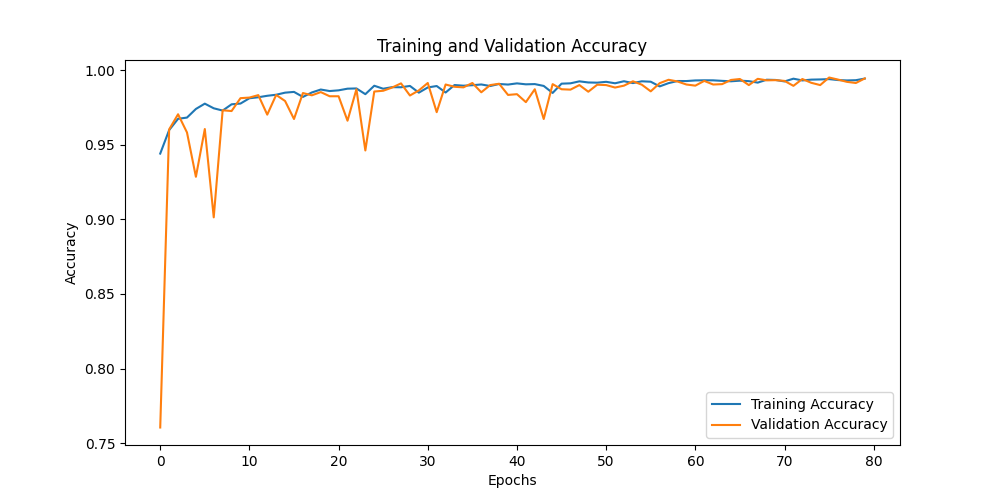 Training and Validation Accuracy
1.00
0.95
0.90
0.85
0.80
0.75
Accuracy
0 10 20 30 40 50 60 70 80
Epochs
Training Accuracy
Validation Accuracy